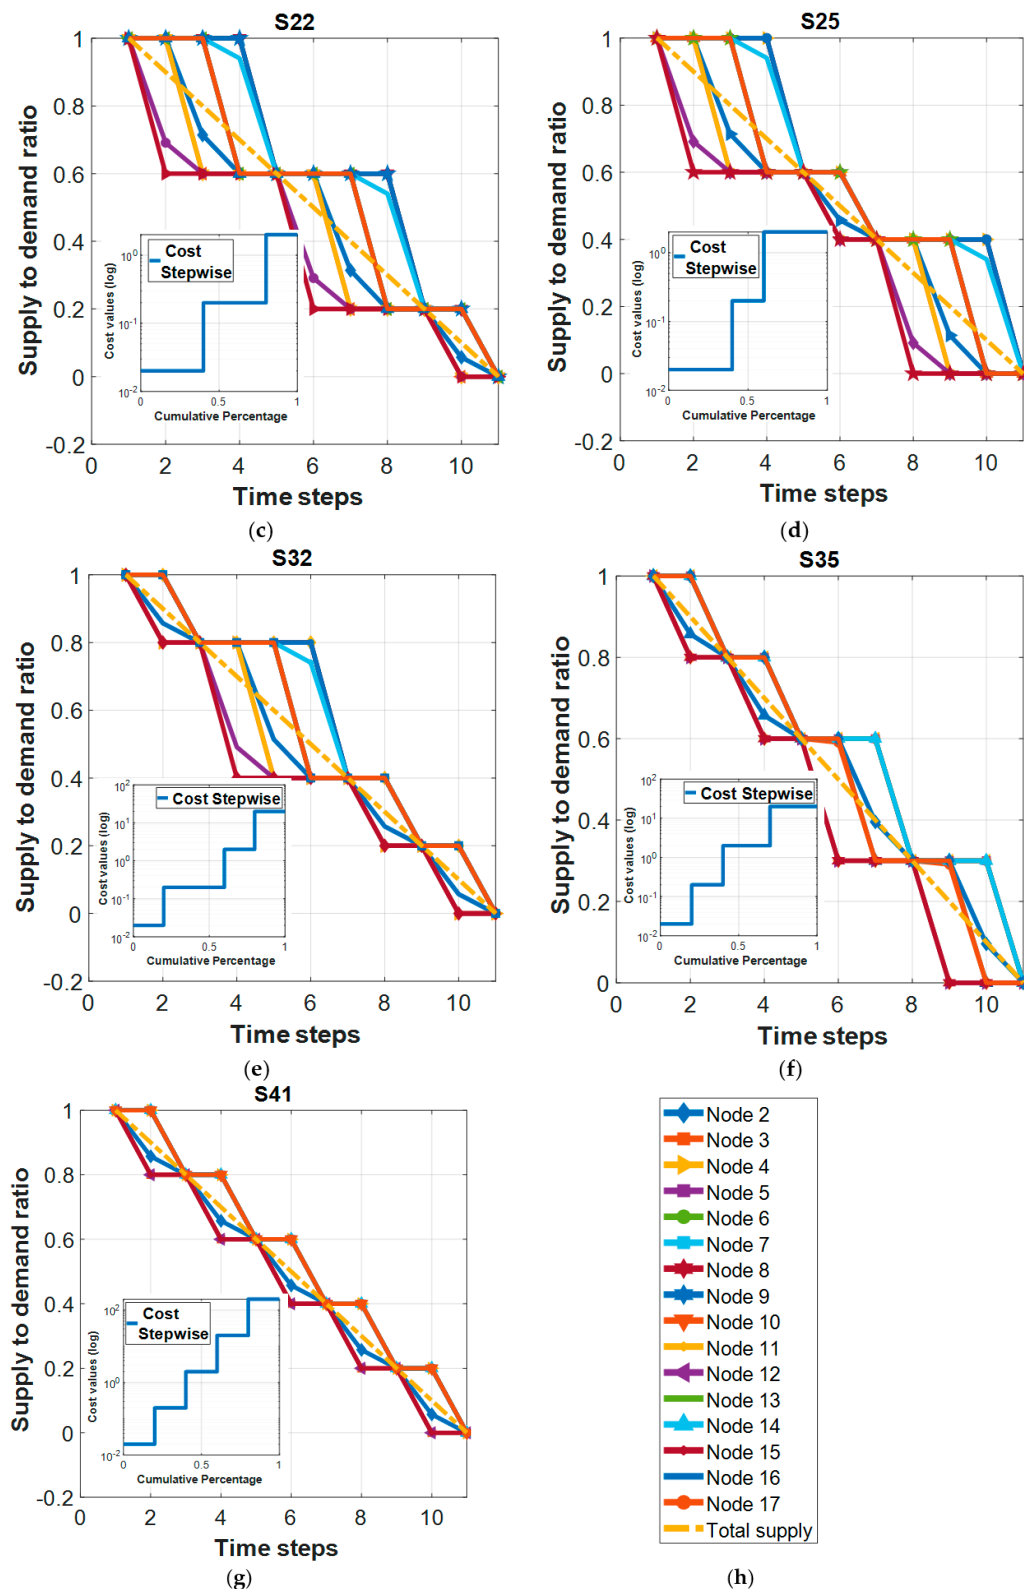 S22
Supply to demand ratio
1
0.8
0.6
0.4
0.2
0
-0.2
0
2
4
6
8
10
Time steps
Cost
Stepwise
Cost values (log)
10^0
10^-1
10^-2
0
0.5
1
Cumulative Percentage
(c)
S25
Supply to demand ratio
1
0.8
0.6
0.4
0.2
0
-0.2
0
2
4
6
8
10
Time steps
Cost
Stepwise
Cost values (log)
10^0
10^-1
10^-2
0
0.5
1
Cumulative Percentage
(d)
S32
Supply to demand ratio
1
0.8
0.6
0.4
0.2
0
-0.2
0
2
4
6
8
10
Time steps
Cost Stepwise
Cost values (log)
10^2
10^1
10^0
10^-1
10^-2
0
0.5
1
Cumulative Percentage
(e)
S35
Supply to demand ratio
1
0.8
0.6
0.4
0.2
0
0
2
4
6
8
10
Time steps
Cost Stepwise
Cost values (log)
10^2
10^1
10^0
10^-1
10^-2
0
0.5
1
Cumulative Percentage
(f)
S41
Supply to demand ratio
1
0.8
0.6
0.4
0.2
0
-0.2
0
2
4
6
8
10
Time steps
Cost
Stepwise
Cost values (log)
10^2
10^0
10^-2
0
0.5
1
Cumulative Percentage
(g)
Node 2
Node 3
Node 4
Node 5
Node 6
Node 7
Node 8
Node 9
Node 10
Node 11
Node 12
Node 13
Node 14
Node 15
Node 16
Node 17
Total supply
(h)